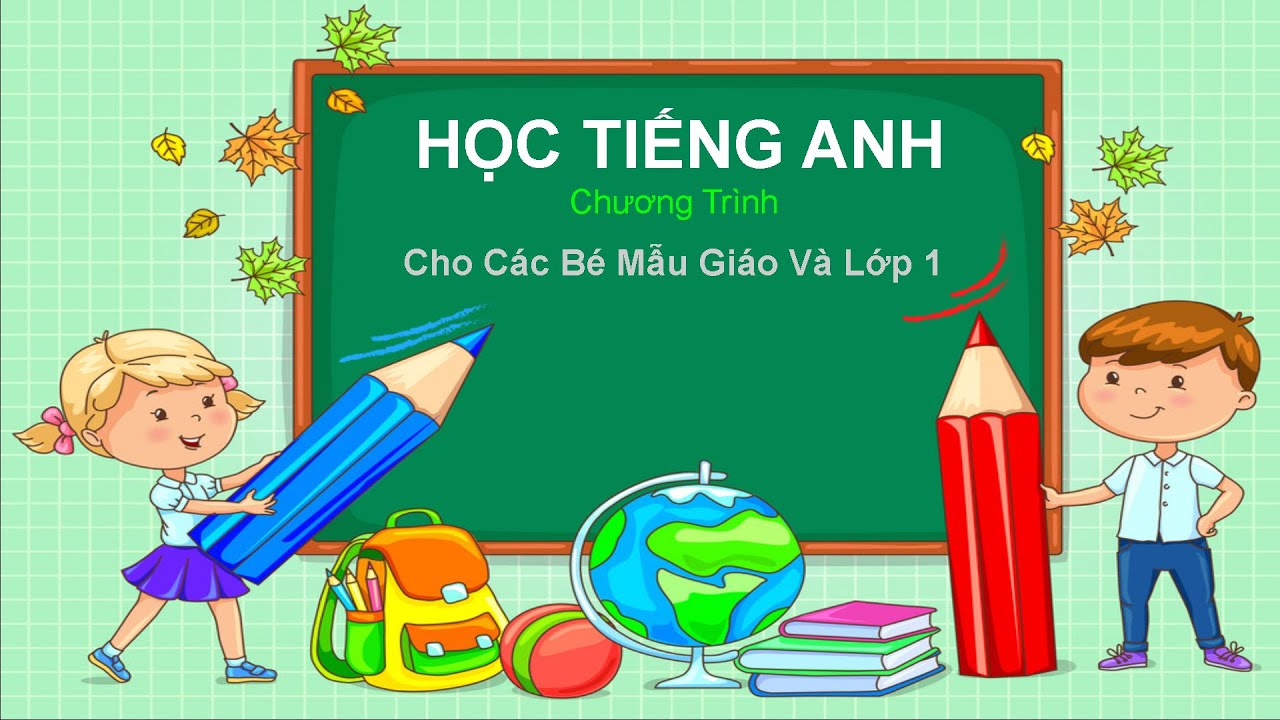 HỌC TIẾNG ANH
Chương Trình
Cho Các Bé Mẫu Giáo Và Lớp 1